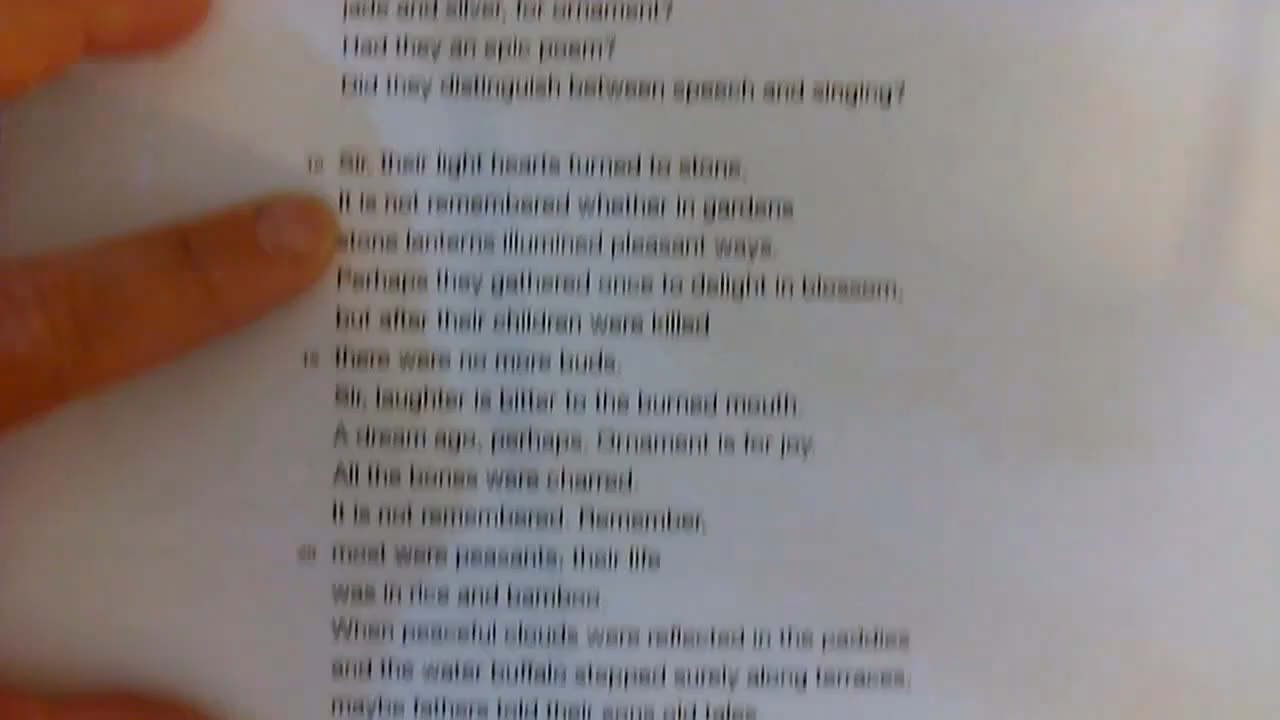 jade and silver, for ornament?
Had they an epic poem?
Did they distinguish between speech and singing?
Sir, their light hearts turned to stone.
It is not remembered whether in gardens
stone lanterns illumined pleasant ways.
Perhaps they gathered once to delight in blossom,
but after their children were killed
there were no more buds.
Sir, laughter is bitter to the burned mouth.
A dream ago, perhaps. Ornament is for joy.
All the bones were charred.
It is not remembered. Remember,
most were peasants; their life
was in rice and bamboo.
When peaceful clouds were reflected in the paddies
and the water buffalo stepped surely along terraces,
maybe fathers told their sons old tales.